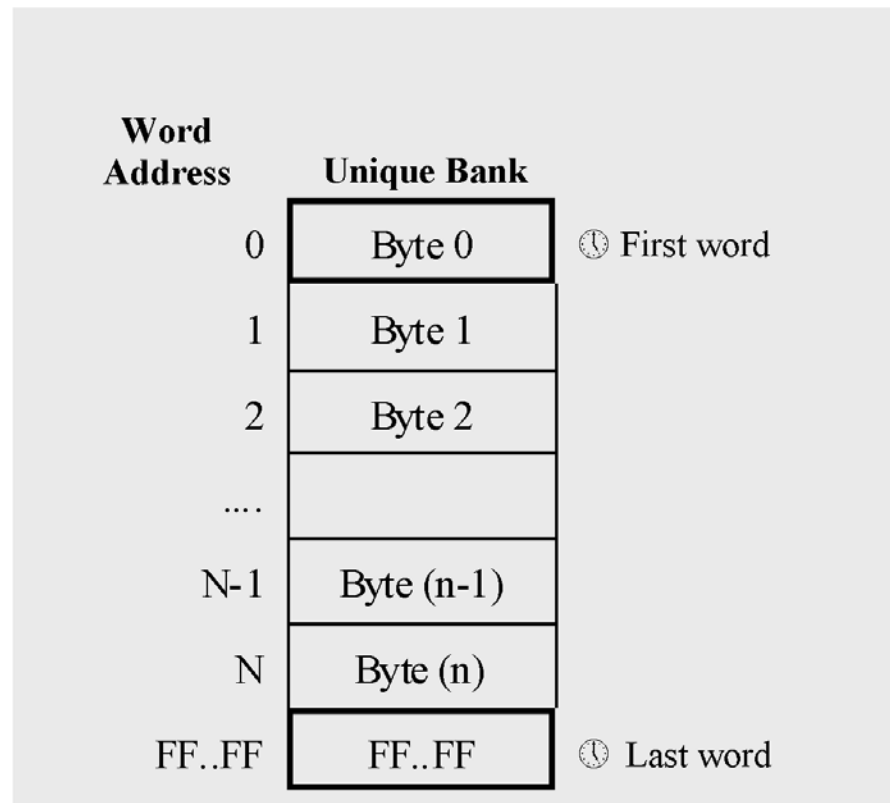 Word
Address
Unique Bank
0 Byte 0 First word
1 Byte 1
2 Byte 2
....
N-1 Byte (n-1)
N Byte (n)
FF..FF FF..FF Last word